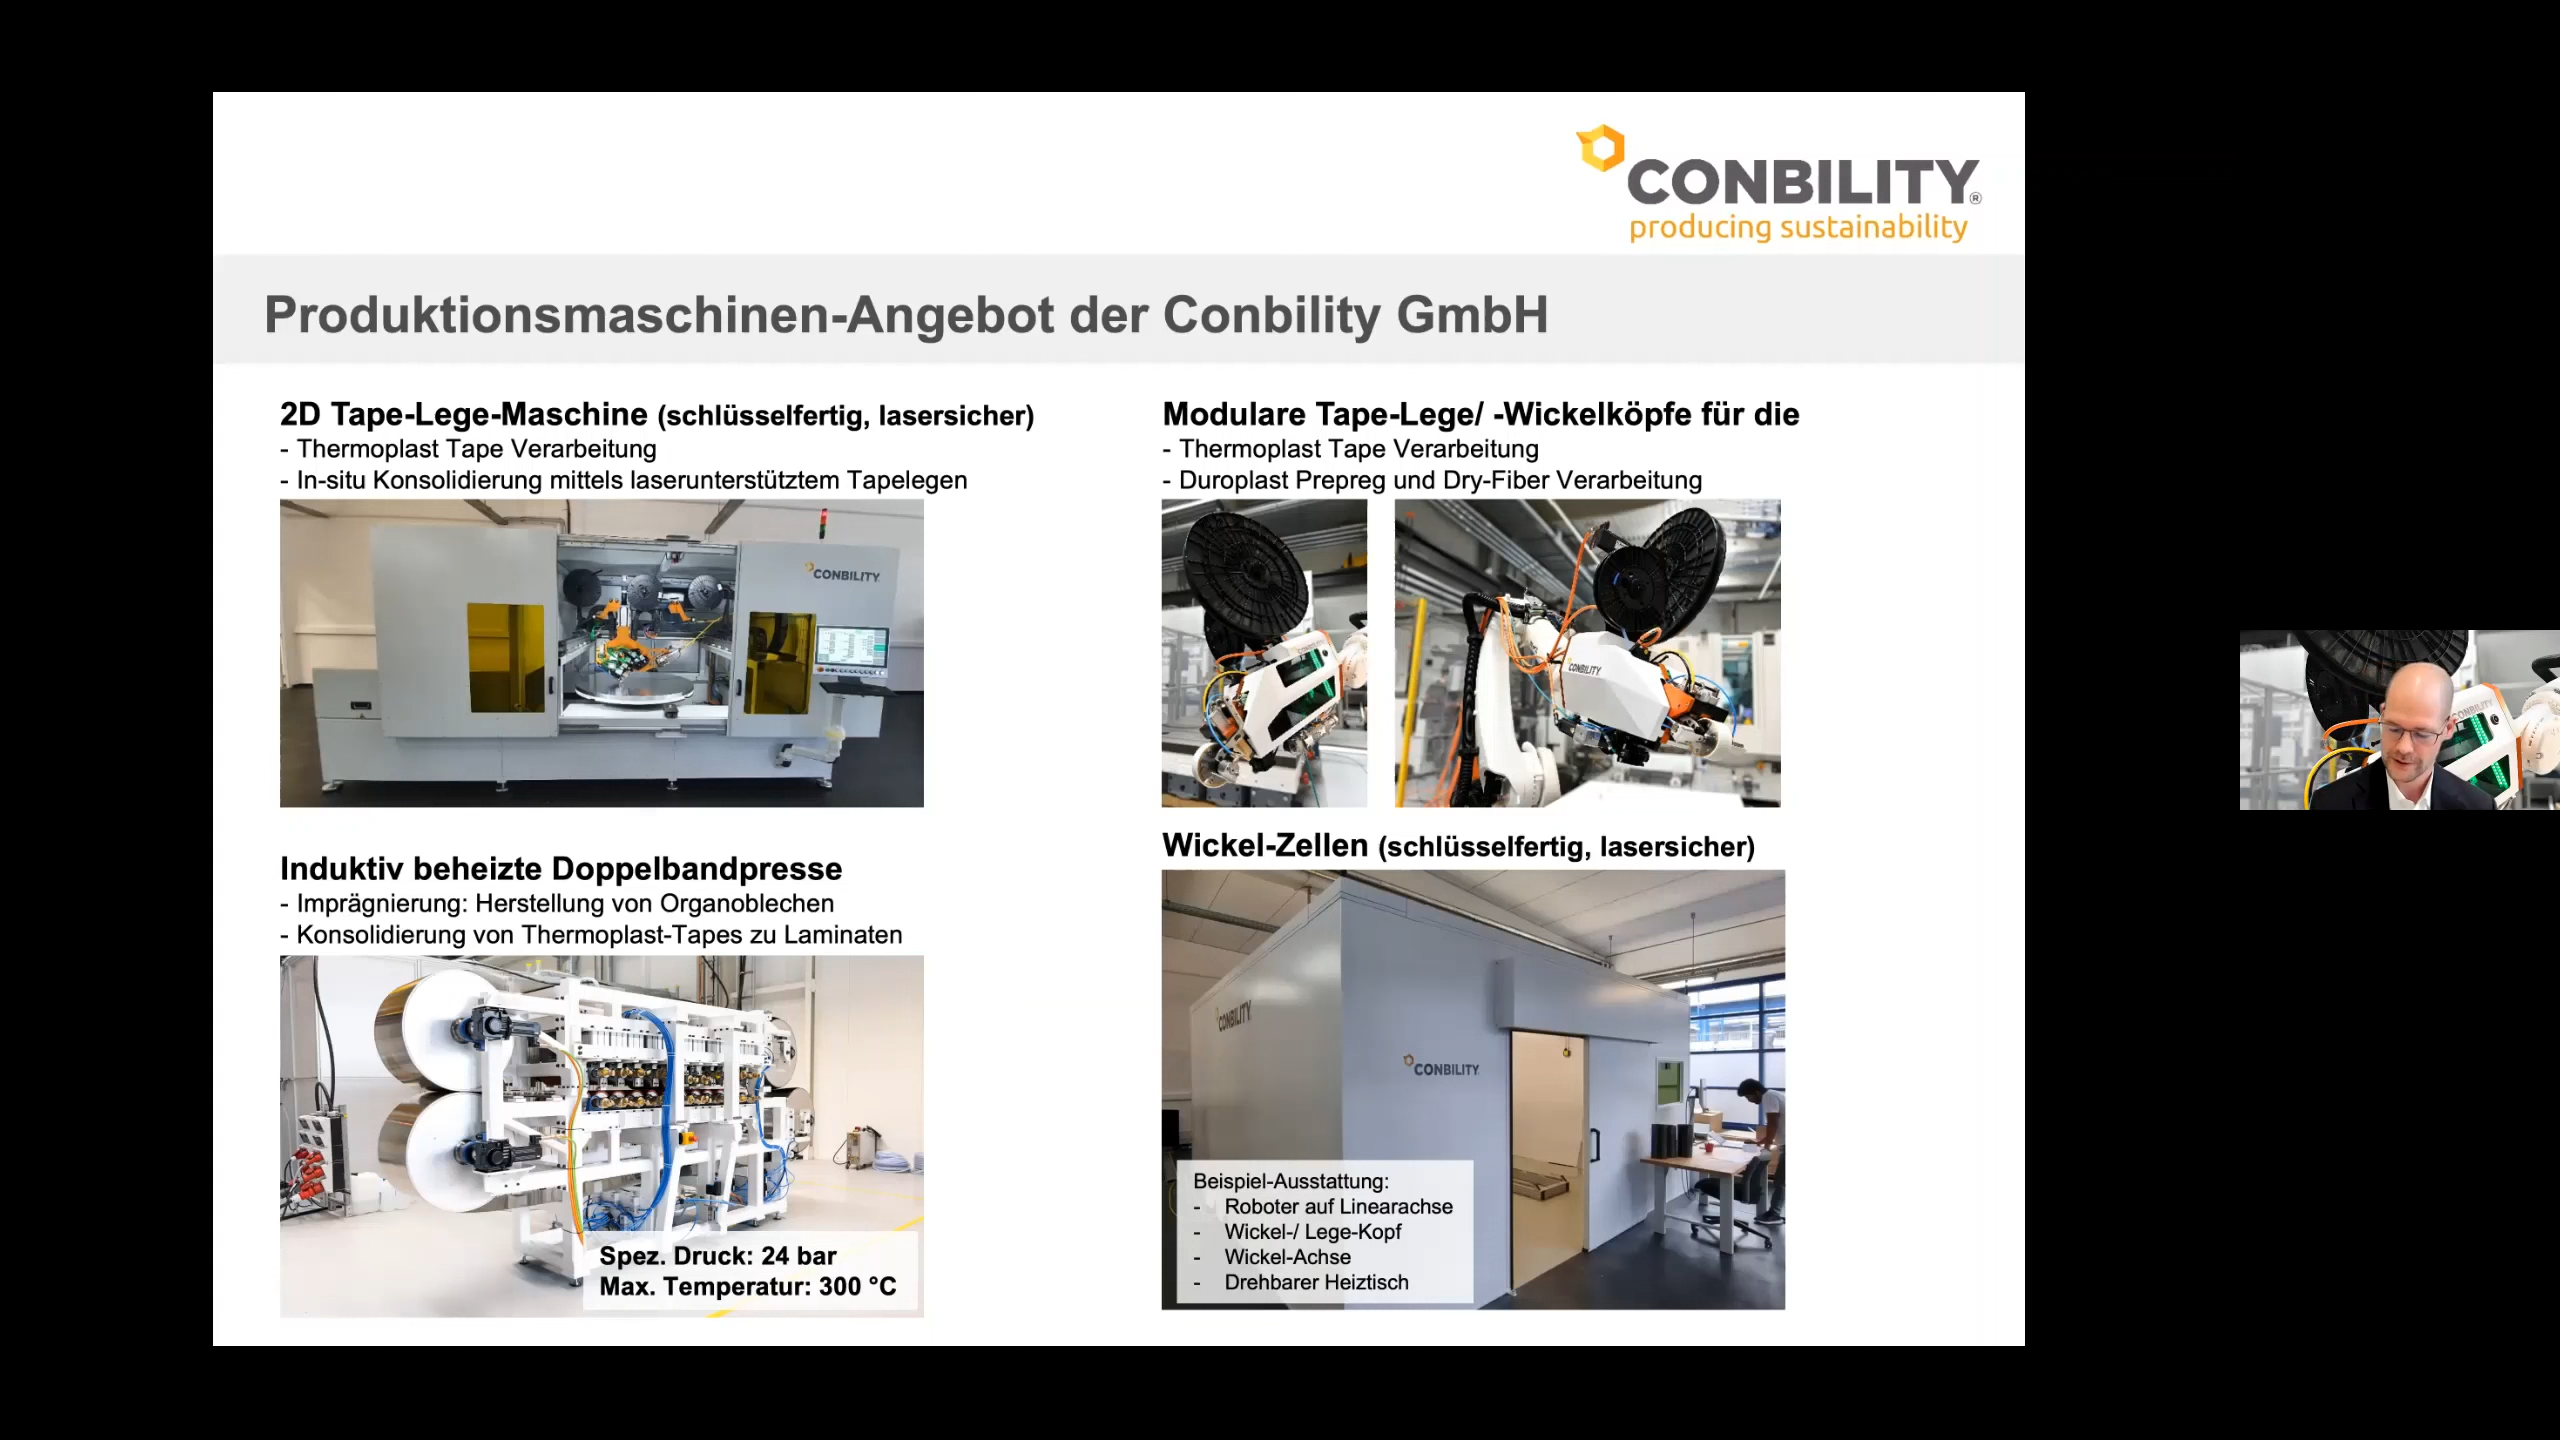 CONBILITY®
producing sustainability
Produktionsmaschinen-Angebot der Conbility GmbH
2D Tape-Lege-Maschine (schlüsselfertig, lasersicher)
- Thermoplast Tape Verarbeitung
- In-situ Konsolidierung mittels laserunterstütztem Tapelegen
CONBILITY
Modulare Tape-Lege/ -Wickelköpfe für die
- Thermoplast Tape Verarbeitung
- Duroplast Prepreg und Dry-Fiber Verarbeitung
CONBILITY
CONBILITY
Induktiv beheizte Doppelbandpresse
- Imprägnierung: Herstellung von Organoblechen
- Konsolidierung von Thermoplast-Tapes zu Laminaten
Spez. Druck: 24 bar
Max. Temperatur: 300 °C
Wickel-Zellen (schlüsselfertig, lasersicher)
CONBILITY
CONBILITY
Beispiel-Ausstattung:
- Roboter auf Linearachse
- Wickel-/ Lege-Kopf
- Wickel-Achse
- Drehbarer Heiztisch